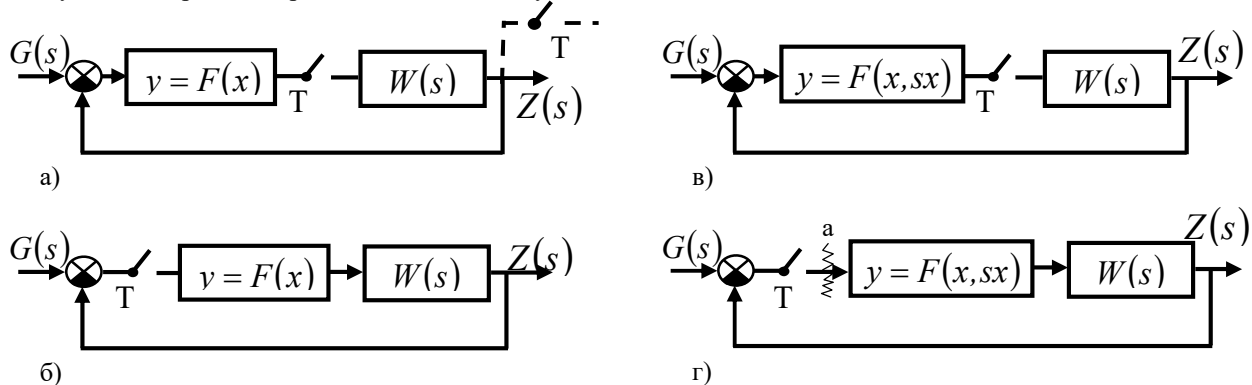 T
G(s)
y = F(x)
T
W(s)
Z(s)
а)
G(s)
y = F(x, sx)
T
W(s)
Z(s)
в)
G(s)
T
y = F(x)
W(s)
Z(s)
б)
G(s)
T
а
y = F(x, sx)
W(s)
Z(s)
г)